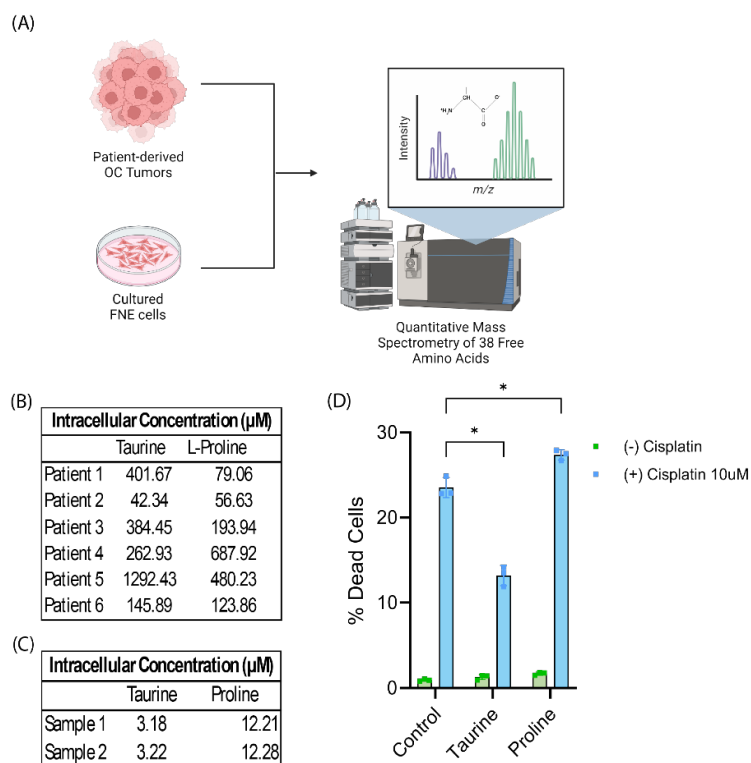 (A)
Patient-derived
OC Tumors
Cultured
FNE cells
Intensity
m/z
⁺H₃N
CH
C
O⁻
O
Quantitative Mass
Spectrometry of 38 Free
Amino Acids
(B)
Intracellular Concentration (µM)
Taurine L-Proline
Patient 1 401.67 79.06
Patient 2 42.34 56.63
Patient 3 384.45 193.94
Patient 4 262.93 687.92
Patient 5 1292.43 480.23
Patient 6 145.89 123.86
(C)
Intracellular Concentration (µM)
Taurine Proline
Sample 1 3.18 12.21
Sample 2 3.22 12.28
(D)
*
*
% Dead Cells
30
20
10
0
Control
Taurine
Proline
(-) Cisplatin
(+) Cisplatin 10uM